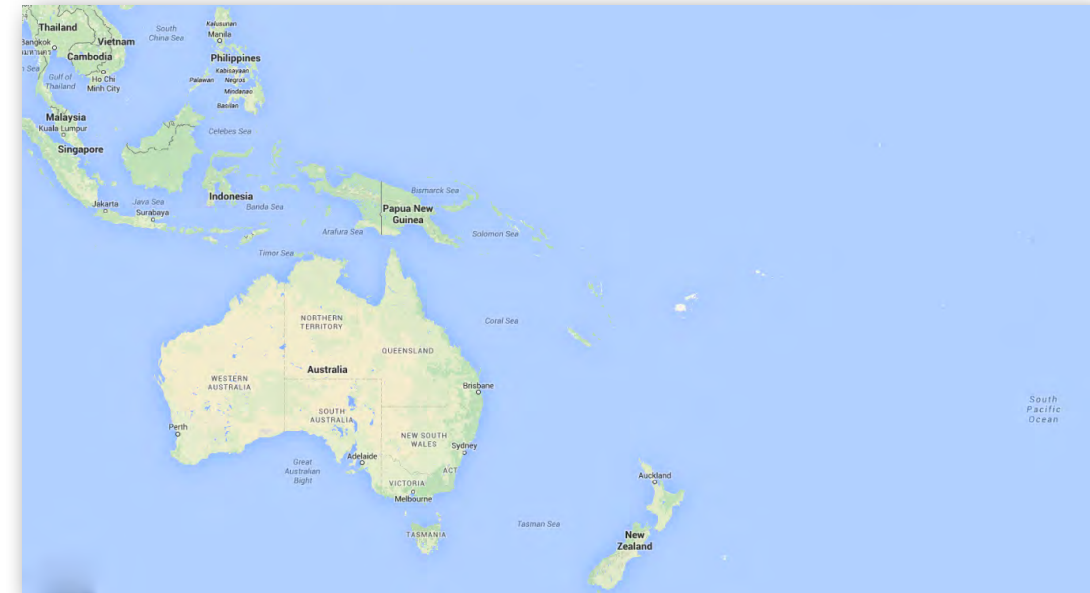 Thailand
Bangkok
Vietnam
Cambodia
Gulf of
Thailand
Ho Chi
Minh City
South
China Sea
Kalusunan
Manila
Philippines
Kabisayaan
Palawan
Negros
Mindanao
Basilan
Malaysia
Kuala Lumpur
Singapore
Celebes Sea
Indonesia
Jakarta
Java Sea
Surabaya
Banda Sea
Bismarck Sea
Papua New
Guinea
Arafura Sea
Solomon Sea
Timor Sea
NORTHERN
TERRITORY
Coral Sea
QUEENSLAND
Australia
WESTERN
AUSTRALIA
Brisbane
SOUTH
AUSTRALIA
Perth
NEW SOUTH
WALES
Sydney
Great
Australian
Bight
Adelaide
ACT
VICTORIA
Melbourne
TASMANIA
Tasman Sea
Auckland
New
Zealand
South
Pacific
Ocean